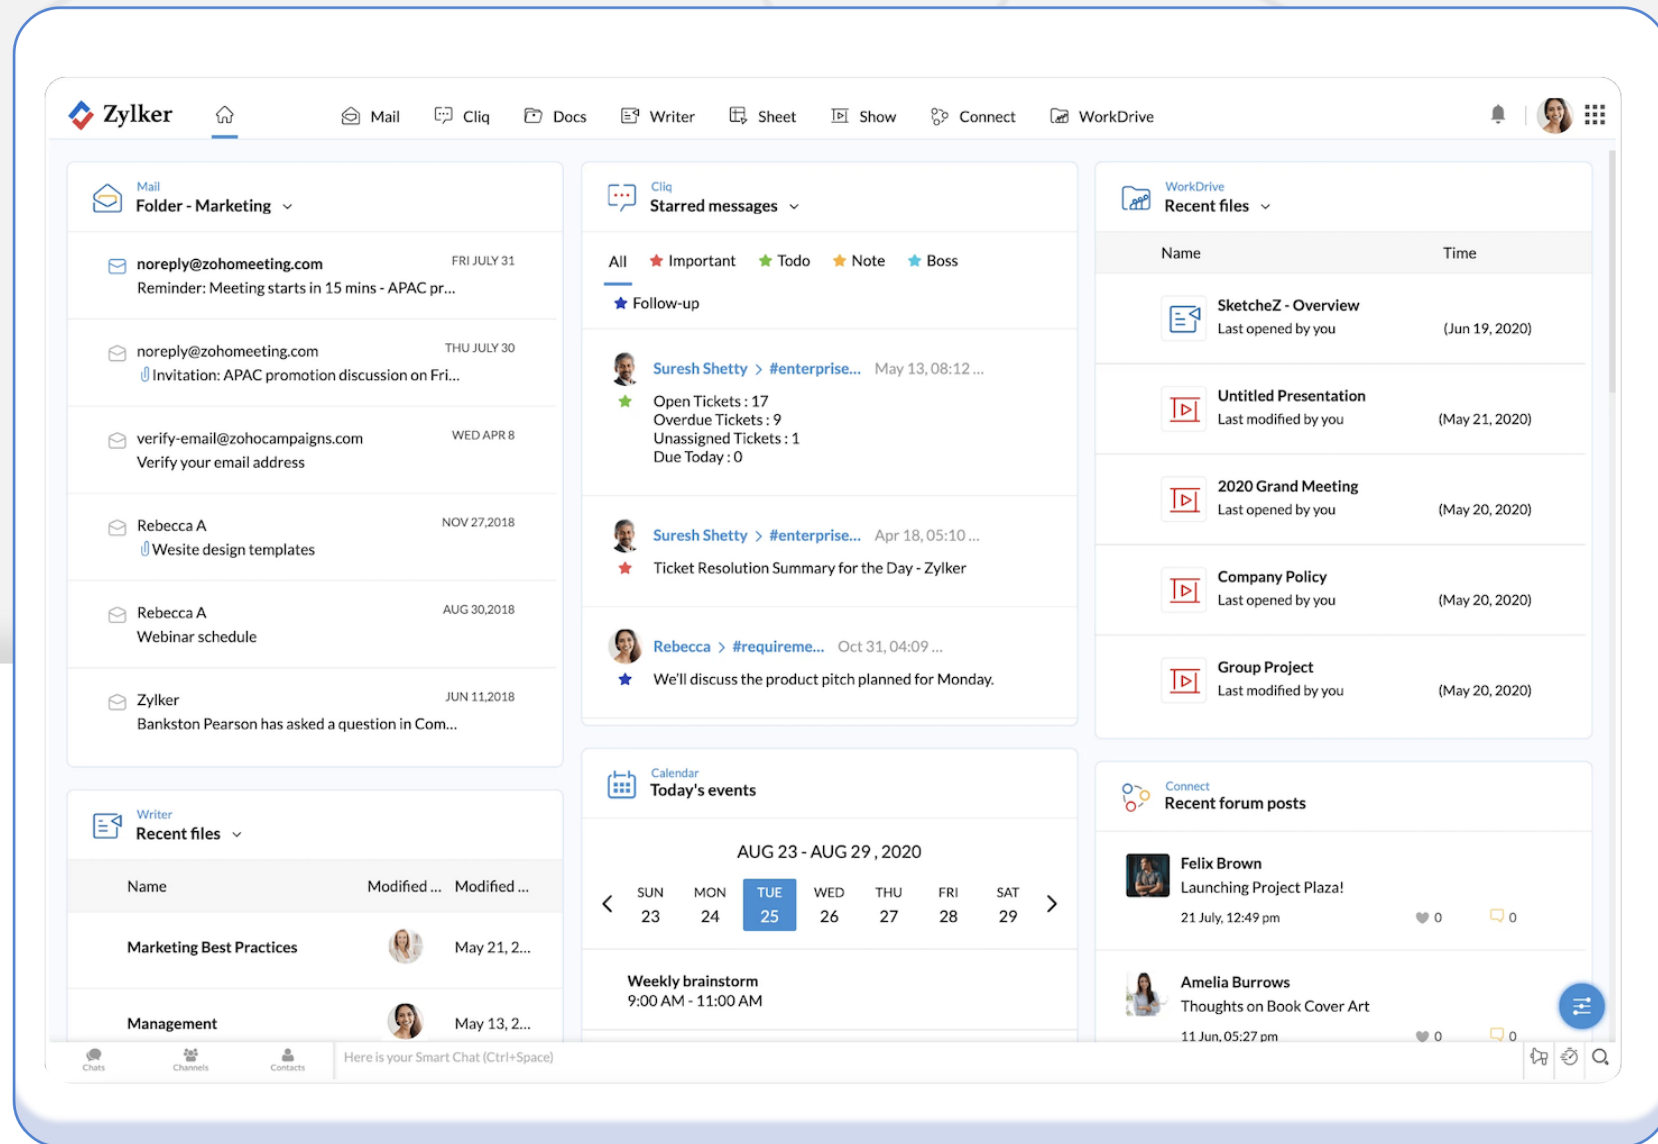 Zylker
Mail
Cliq
Docs
Writer
Sheet
Show
Connect
WorkDrive
Mail
Folder - Marketing
noreply@zohomeeting.com FRI JULY 31
Reminder: Meeting starts in 15 mins - APAC pr...
noreply@zohomeeting.com THU JULY 30
Invitation: APAC promotion discussion on Fri...
verify-email@zohocampaigns.com WED APR 8
Verify your email address
Rebecca A NOV 27,2018
Wesite design templates
Rebecca A AUG 30,2018
Webinar schedule
Zylker JUN 11,2018
Bankston Pearson has asked a question in Com...
Writer
Recent files
Name Modified ... Modified ...
Marketing Best Practices May 21, 2...
Management May 13, 2...
Cliq
Starred messages
All Important Todo Note Boss
Follow-up
Suresh Shetty > #enterprise... May 13, 08:12 ...
Open Tickets : 17
Overdue Tickets : 9
Unassigned Tickets : 1
Due Today : 0
Suresh Shetty > #enterprise... Apr 18, 05:10 ...
Ticket Resolution Summary for the Day - Zylker
Rebecca > #requireme... Oct 31, 04:09 ...
We'll discuss the product pitch planned for Monday.
Calendar
Today's events
AUG 23 - AUG 29 , 2020
SUN MON TUE WED THU FRI SAT
23 24 25 26 27 28 29
Weekly brainstorm
9:00 AM - 11:00 AM
WorkDrive
Recent files
Name Time
SketcheZ - Overview
Last opened by you (Jun 19, 2020)
Untitled Presentation
Last modified by you (May 21, 2020)
2020 Grand Meeting
Last opened by you (May 20, 2020)
Company Policy
Last opened by you (May 20, 2020)
Group Project
Last modified by you (May 20, 2020)
Connect
Recent forum posts
Felix Brown
Launching Project Plaza!
21 July, 12:49 pm 0 0
Amelia Burrows
Thoughts on Book Cover Art
11 Jun, 05:27 pm 0 0
Chats
Channels
Contacts
Here is your Smart Chat (Ctrl+Space)